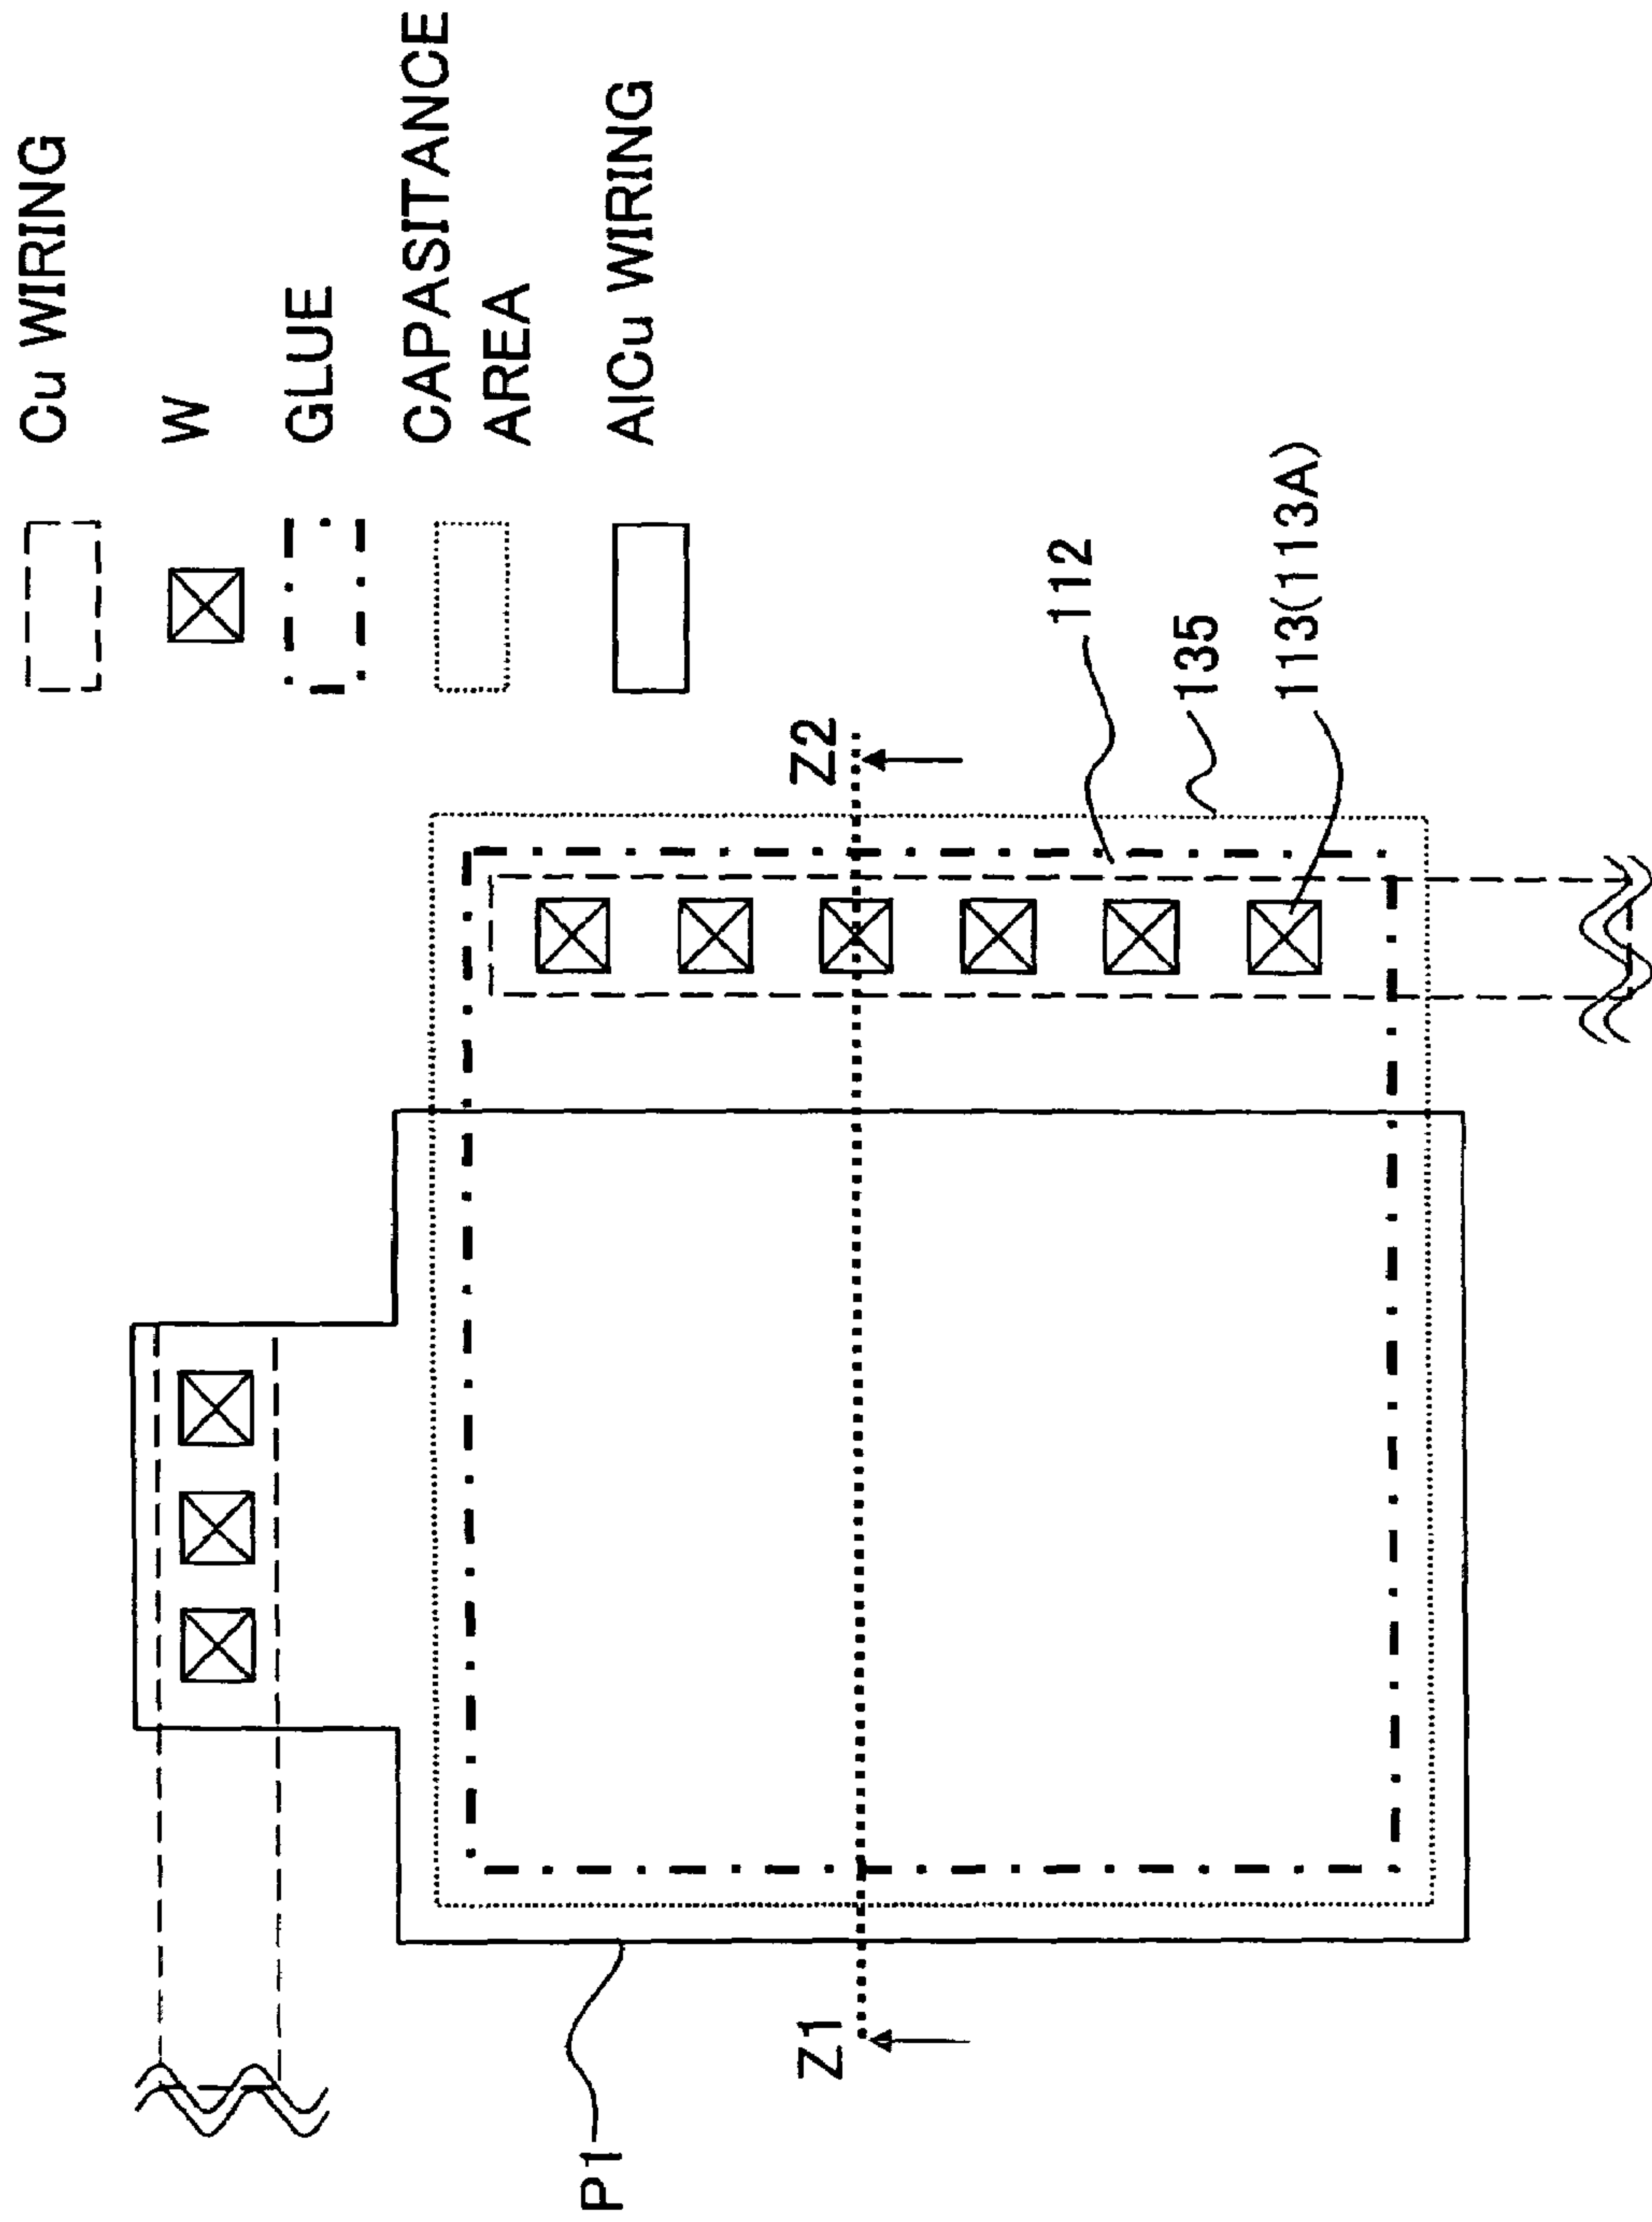 Cu WIRING
W
GLUE
CAPASITANCE
AREA
AlCu WIRING
Z1
Z2
112
135
113(113A)
P1